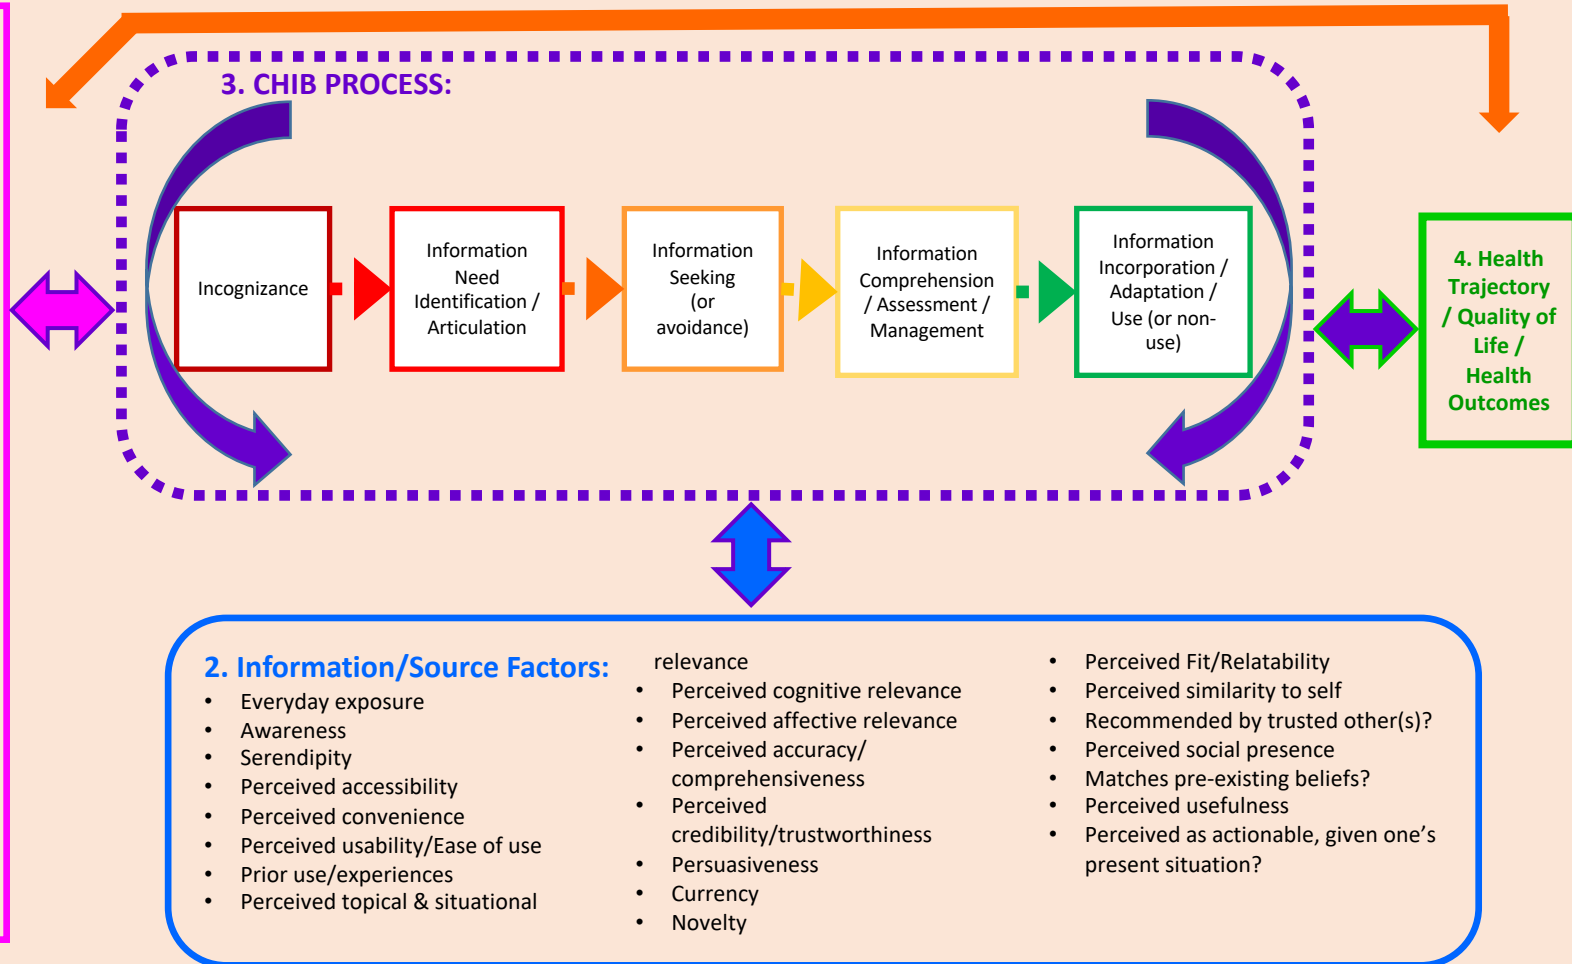 3. CHIB PROCESS:
Incognizance
Information
Need
Identification /
Articulation
Information
Seeking
(or
avoidance)
Information
Comprehension
/ Assessment /
Management
Information
Incorporation /
Adaptation /
Use (or non-
use)
4. Health
Trajectory
/ Quality of
Life /
Health
Outcomes
2. Information/Source Factors:
• Everyday exposure
• Awareness
• Serendipity
• Perceived accessibility
• Perceived convenience
• Perceived usability/Ease of use
• Prior use/experiences
• Perceived topical & situational
relevance
• Perceived cognitive relevance
• Perceived affective relevance
• Perceived accuracy/
comprehensiveness
• Perceived
credibility/trustworthiness
• Persuasiveness
• Currency
• Novelty
• Perceived Fit/Relatability
• Perceived similarity to self
• Recommended by trusted other(s)?
• Perceived social presence
• Matches pre-existing beliefs?
• Perceived usefulness
• Perceived as actionable, given one’s
present situation?